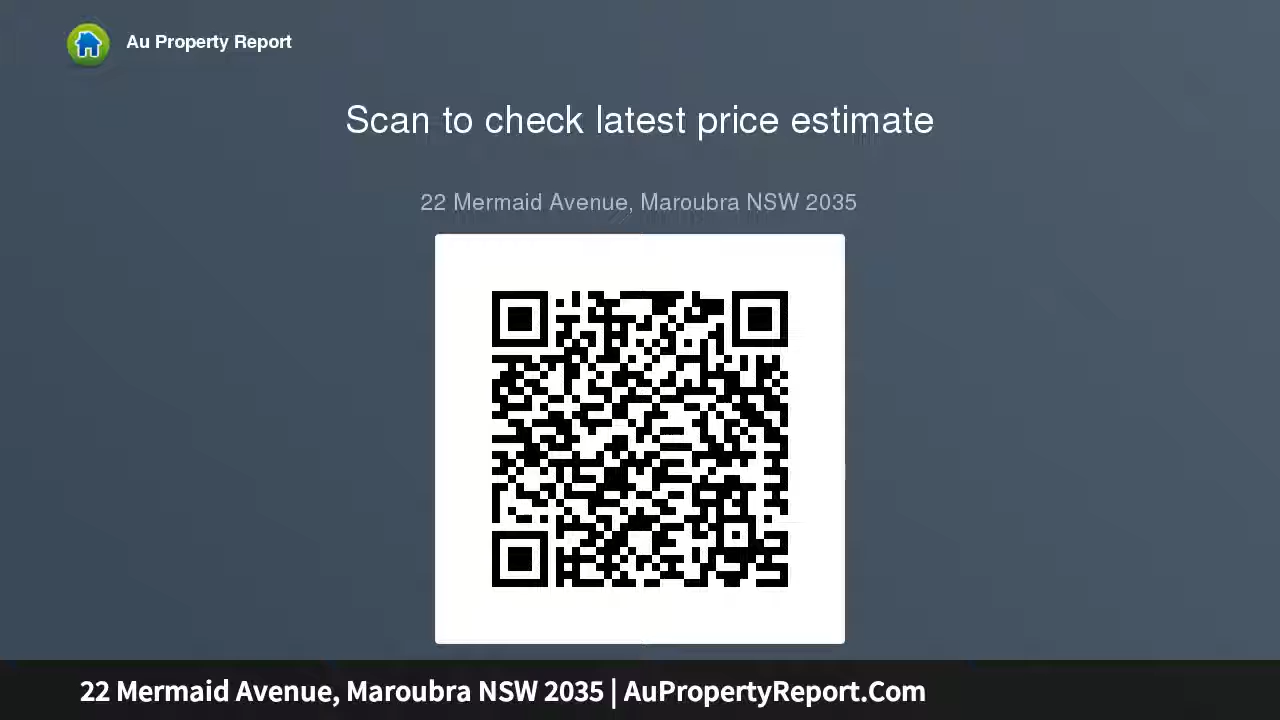 Au Property Report
Scan to check latest price estimate
22 Mermaid Avenue, Maroubra NSW 2035
22 Mermaid Avenue, Maroubra NSW 2035 | AuPropertyReport.Com